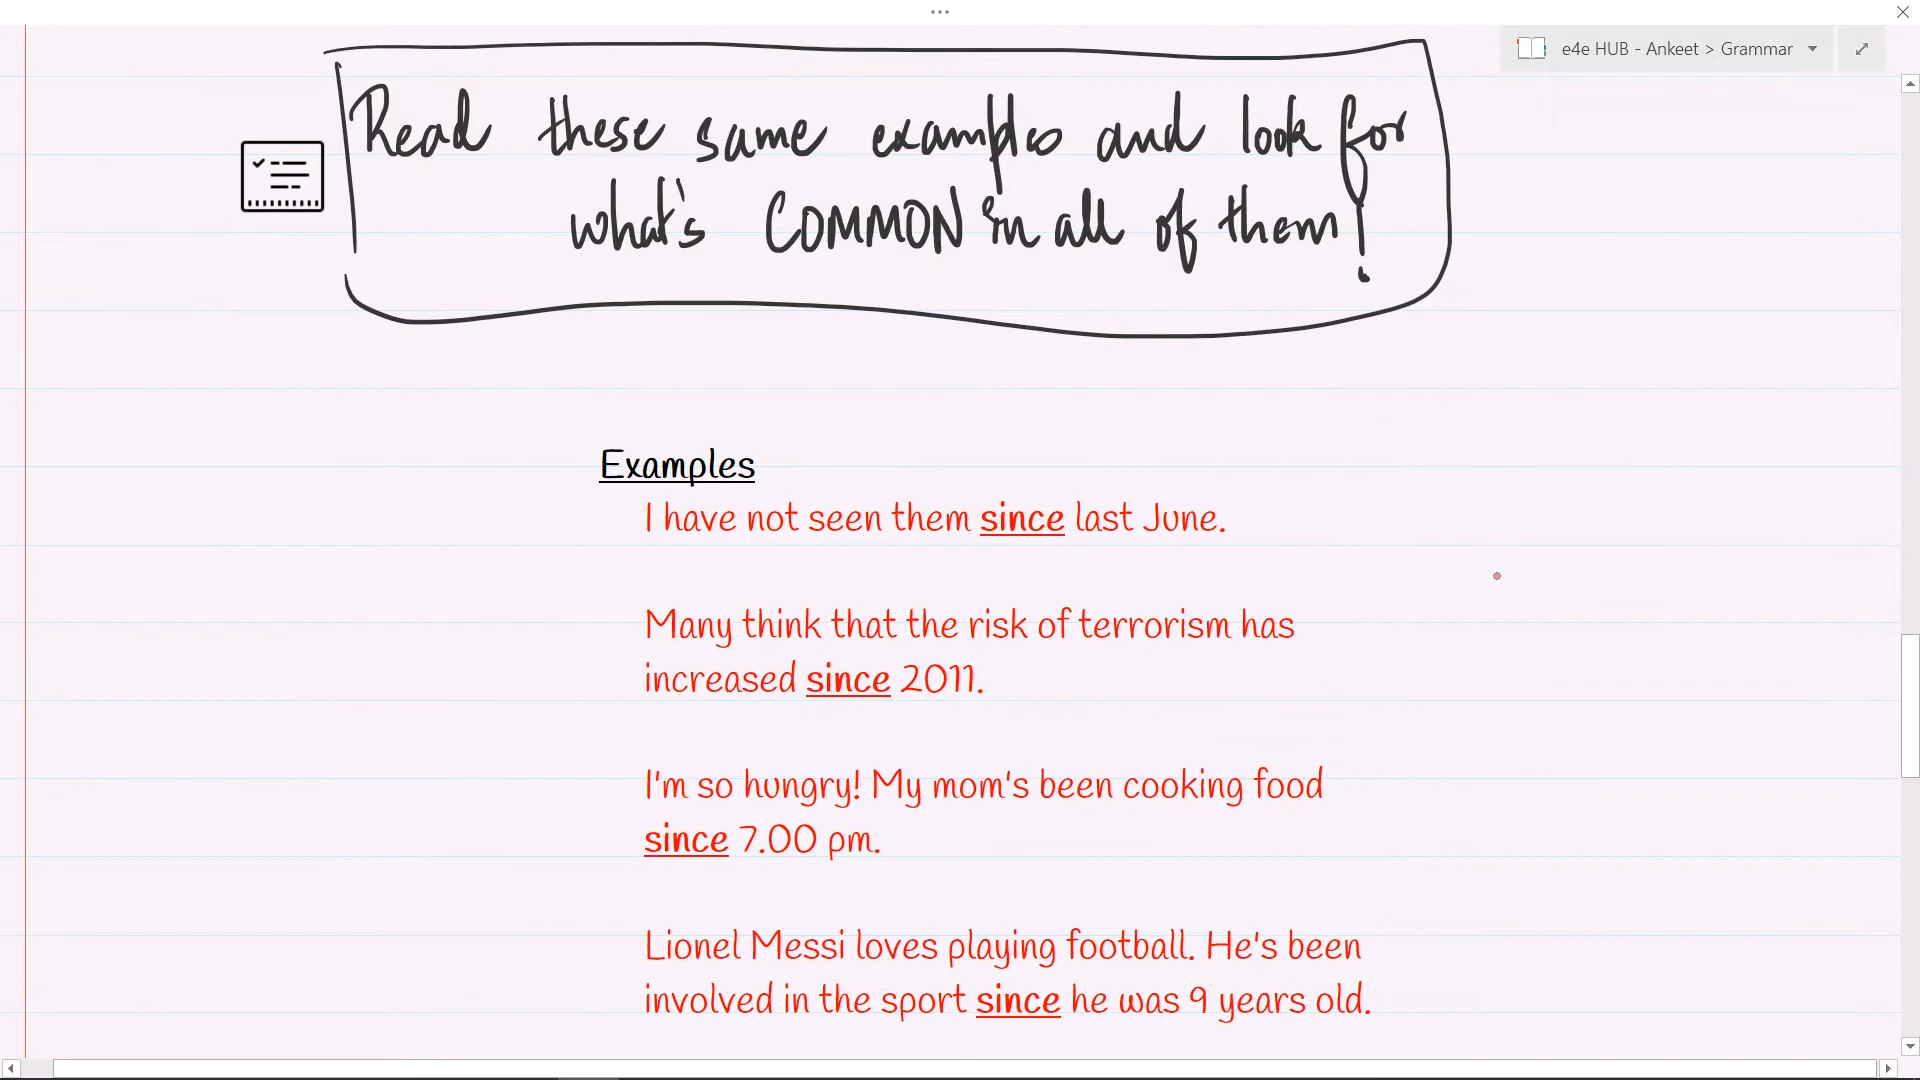 e4e HUB - Ankeet > Grammar
Read these same examples and look for
what's COMMON in all of them!
Examples
I have not seen them since last June.
Many think that the risk of terrorism has
increased since 2011.
I'm so hungry! My mom's been cooking food
since 7.00 pm.
Lionel Messi loves playing football. He's been
involved in the sport since he was 9 years old.